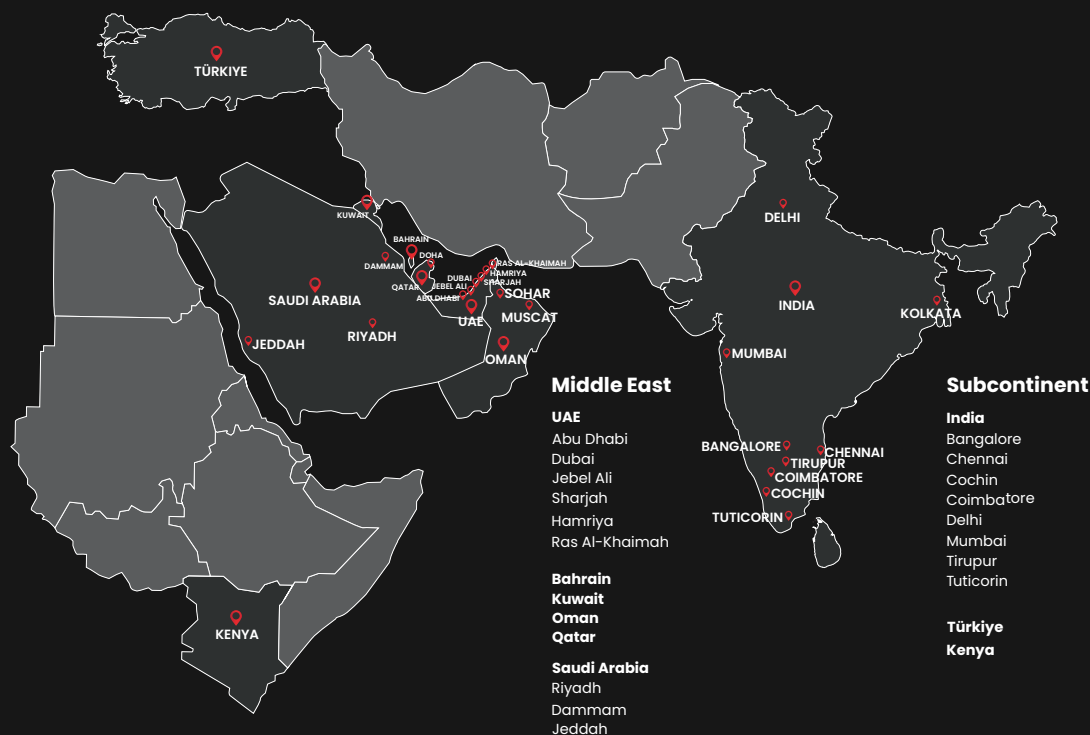 TÜRKIYE
KUWAIT
BAHRAIN
DOHA
DAMMAM
QATAR
RAS AL-KHAIMAH
HAMRIYA
DUBAI
SHARJAH
JEBEL ALI
ABU DHABI
SOHAR
MUSCAT
UAE
OMAN
SAUDI ARABIA
RIYADH
JEDDAH
KENYA
DELHI
INDIA
KOLKATA
MUMBAI
BANGALORE
CHENNAI
TIRUPUR
COIMBATORE
COCHIN
TUTICORIN
Middle East
UAE
Abu Dhabi
Dubai
Jebel Ali
Sharjah
Hamriya
Ras Al-Khaimah
Bahrain
Kuwait
Oman
Qatar
Saudi Arabia
Riyadh
Dammam
Jeddah
Subcontinent
India
Bangalore
Chennai
Cochin
Coimbatore
Delhi
Mumbai
Tirupur
Tuticorin
Türkiye
Kenya